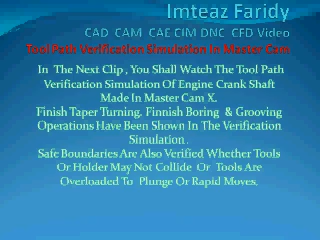 Imteaz Faridy
CAD CAM CAE CIM DNC CFD Video
Tool Path Verification Simulation In Master Cam
In The Next Clip , You Shall Watch The Tool Path
Verification Simulation Of Engine Crank Shaft
Made In Master Cam X.
Finish Taper Turning. Finnish Boring & Grooving
Operations Have Been Shown In The Verification
Simulation .
Safe Boundaries Are Also Verified Whether Tools
Or Holder May Not Collide Or Tools Are
Overloaded To Plunge Or Rapid Moves.